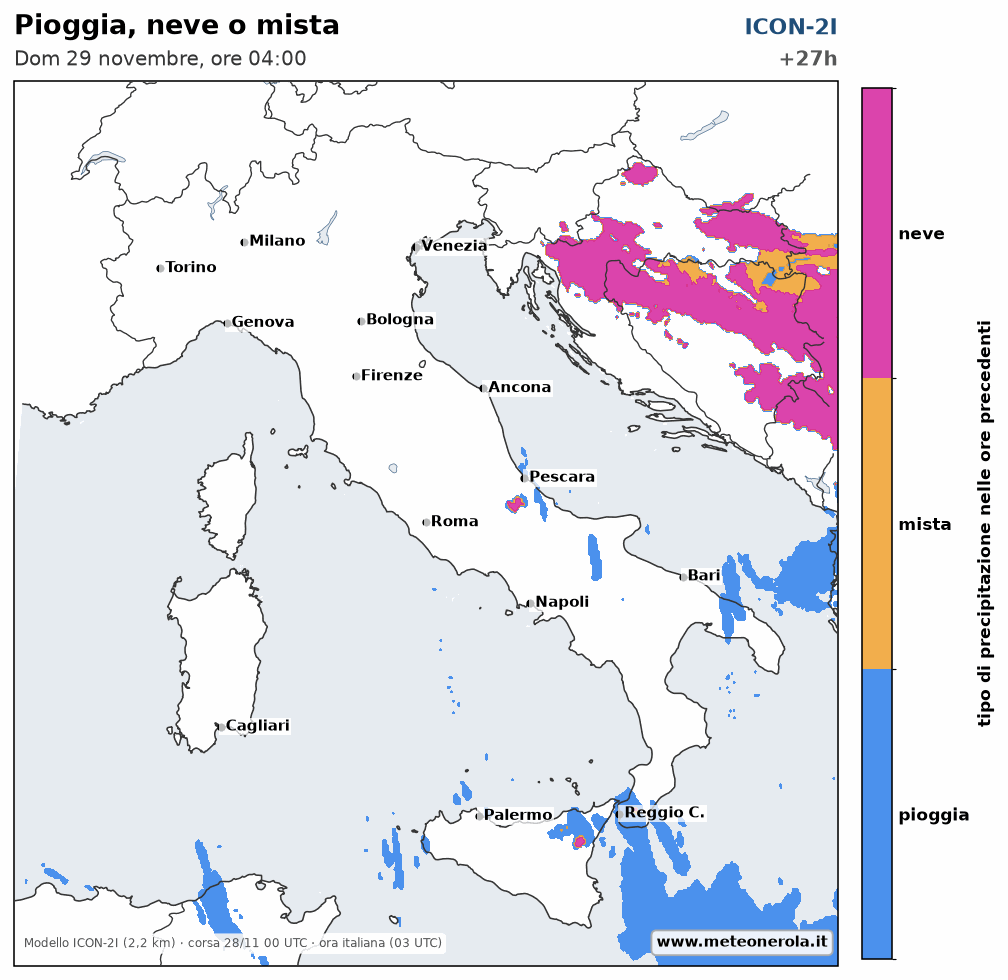 Pioggia, neve o mista
ICON-2I
Dom 29 novembre, ore 04:00
+27h
neve
mista
pioggia
tipo di precipitazione nelle ore precedenti
Milano
Venezia
Torino
Genova
Bologna
Firenze
Ancona
Pescara
Roma
Bari
Napoli
Cagliari
Palermo
Reggio C.
Modello ICON-2I (2,2 km) · corsa 28/11 00 UTC · ora italiana (03 UTC)
www.meteonerola.it